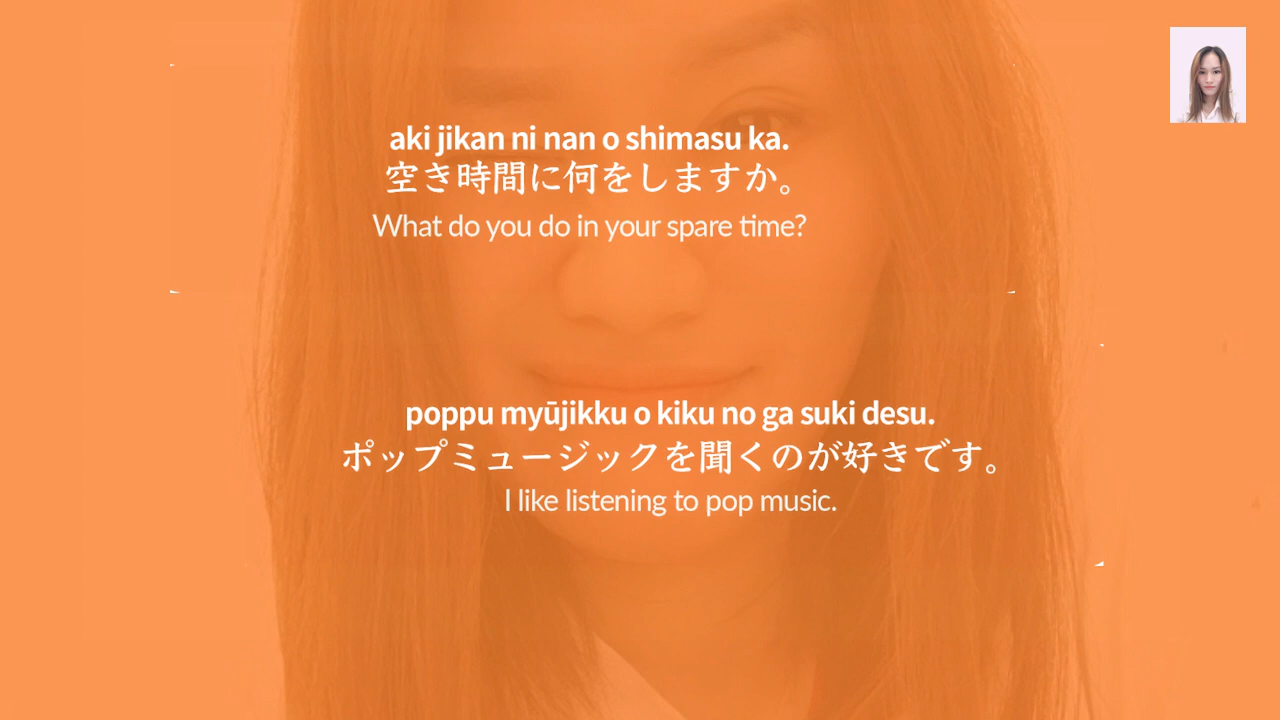 aki jikan ni nan o shimasu ka.
空き時間に何をしますか。
What do you do in your spare time?
poppu myūjikku o kiku no ga suki desu.
ポップミュージックを聞くのが好きです。
I like listening to pop music.